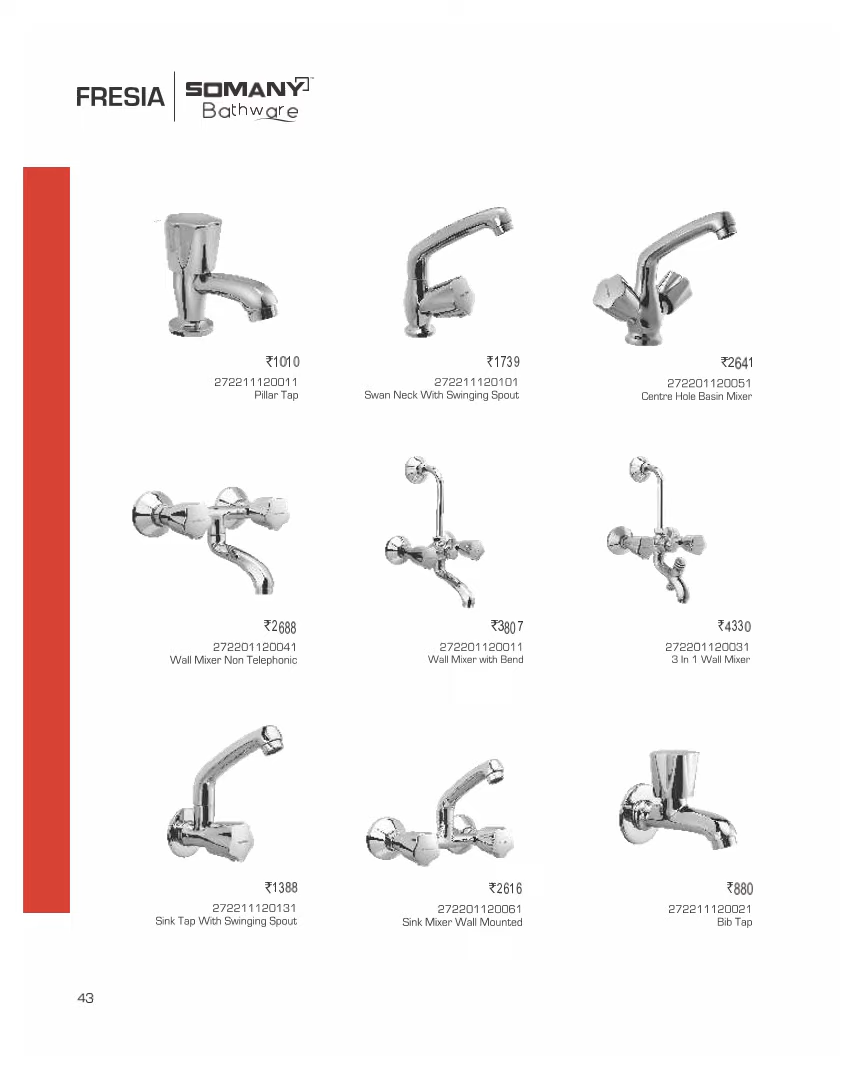 FRESIA
SOMANY
Bathware
₹1010
272211120011
Pillar Tap
₹1739
272211120101
Swan Neck With Swinging Spout
₹2641
272201120051
Centre Hole Basin Mixer
₹2688
272201120041
Wall Mixer Non Telephonic
₹3807
272201120011
Wall Mixer with Bend
₹4330
272201120031
3 In 1 Wall Mixer
₹1388
272211120131
Sink Tap With Swinging Spout
₹2616
272201120061
Sink Mixer Wall Mounted
₹880
272211120021
Bib Tap
43